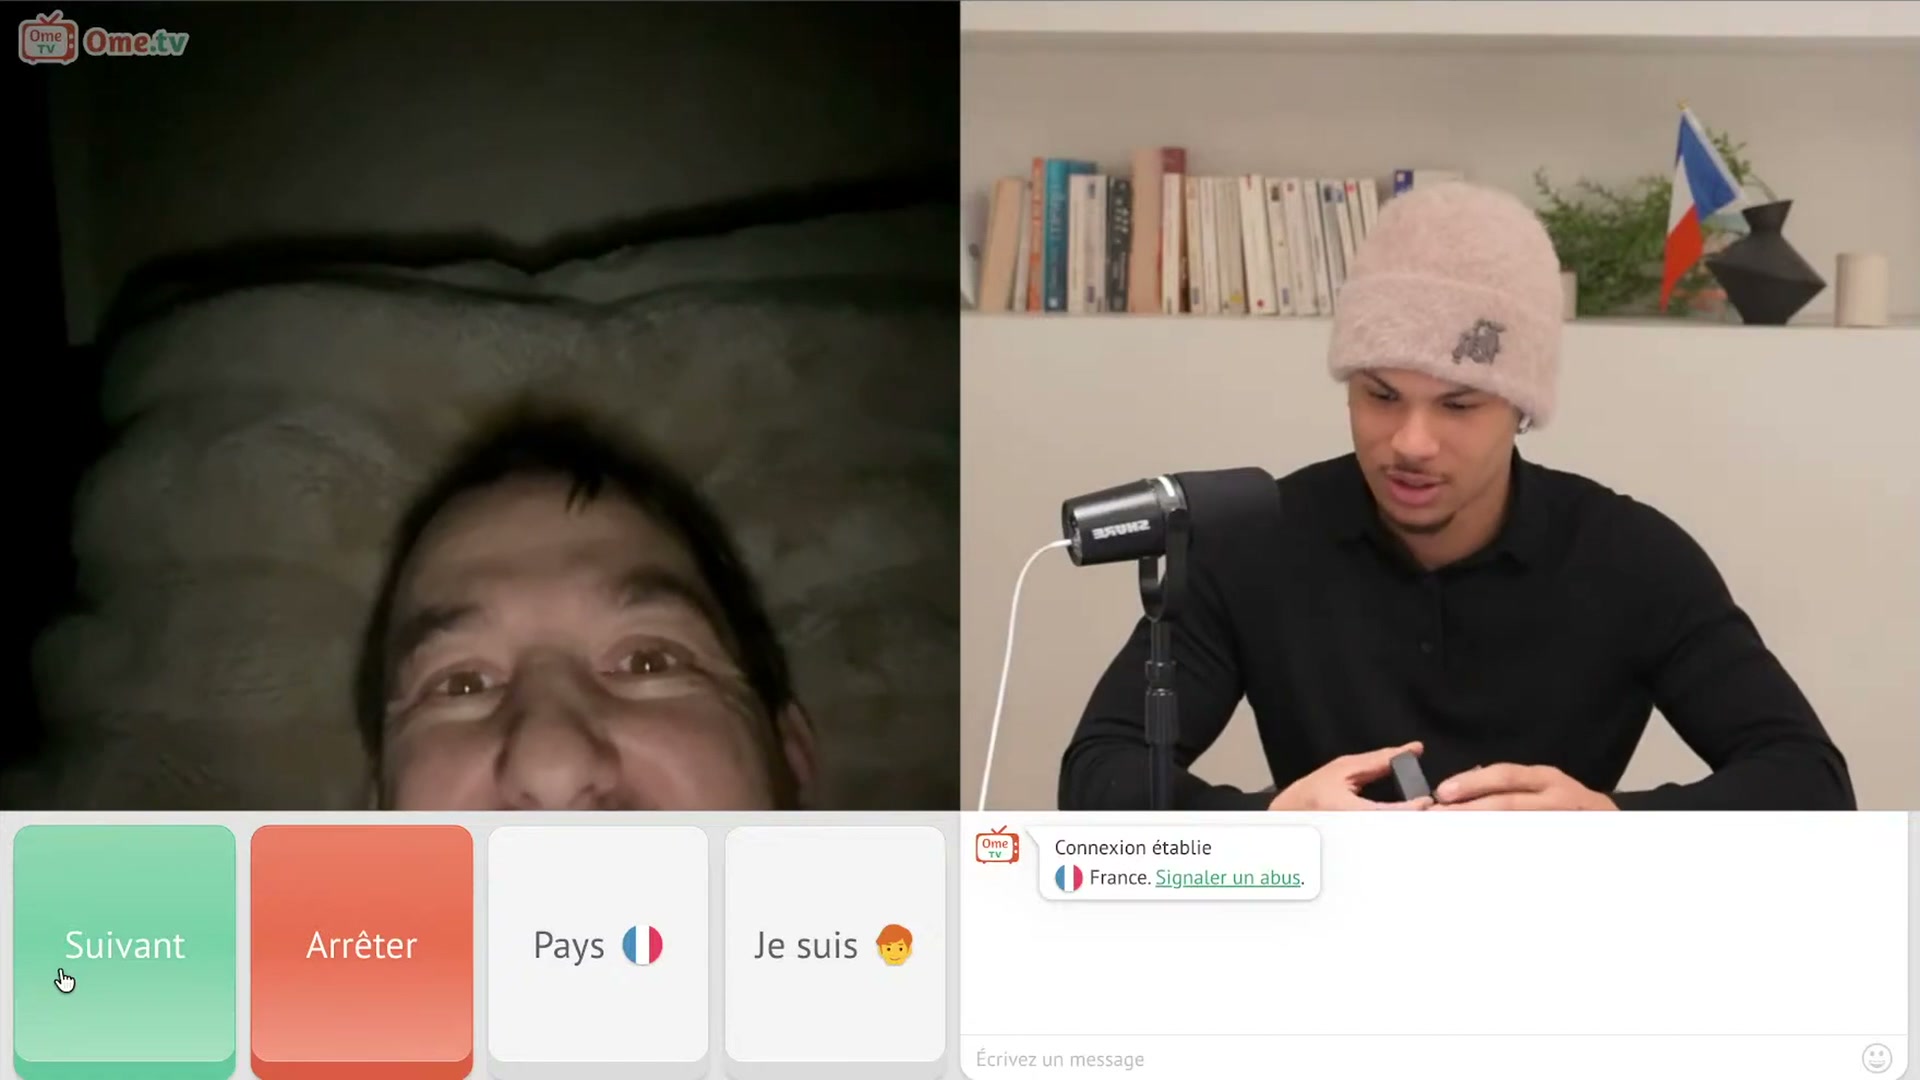 Ome
TV
Ome.tv
SHURE
Suivant
Arrêter
Pays
Je suis
Ome
TV
Connexion établie
France. Signaler un abus.
Écrivez un message